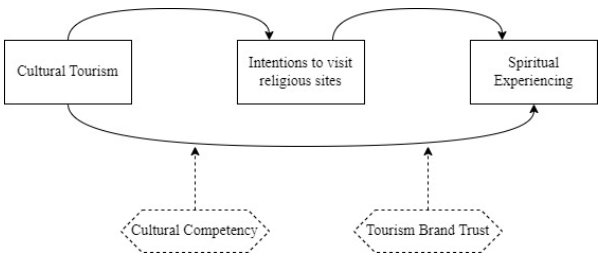 Cultural Tourism
Intentions to visit
religious sites
Spiritual
Experiencing
Cultural Competency
Tourism Brand Trust